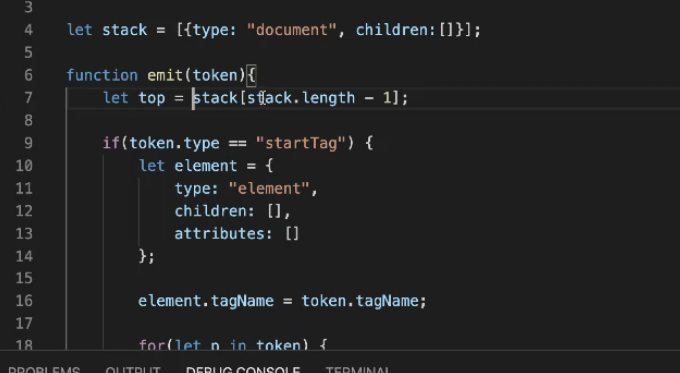 3
4 let stack = [{type: "document", children:[]}];
5
6 function emit(token){
7 let top = stack[stack.length - 1];
8
9 if(token.type == "startTag") {
10 let element = {
11 type: "element",
12 children: [],
13 attributes: []
14 };
15
16 element.tagName = token.tagName;
17
18 for(let p in token) {
PROBLEMS OUTPUT DEBUG CONSOLE TERMINAL